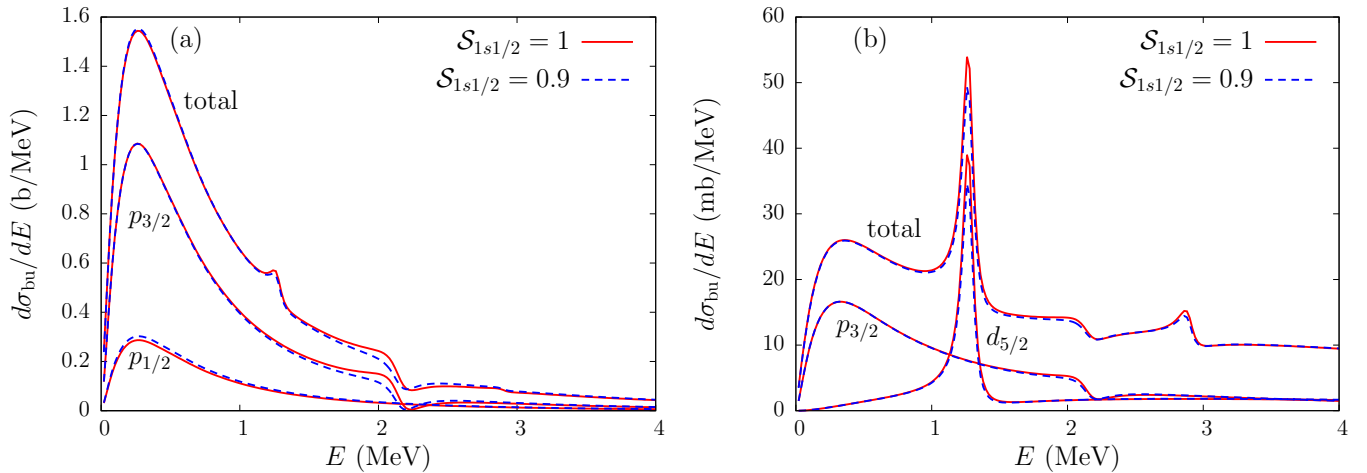 (a)
𝒮1s1/2 = 1
𝒮1s1/2 = 0.9
total
p3/2
p1/2
dσbu/dE (b/MeV)
1.6
1.4
1.2
1
0.8
0.6
0.4
0.2
0
0 1 2 3 4
E (MeV)
(b)
𝒮1s1/2 = 1
𝒮1s1/2 = 0.9
total
p3/2
d5/2
dσbu/dE (mb/MeV)
60
50
40
30
20
10
0
0 1 2 3 4
E (MeV)